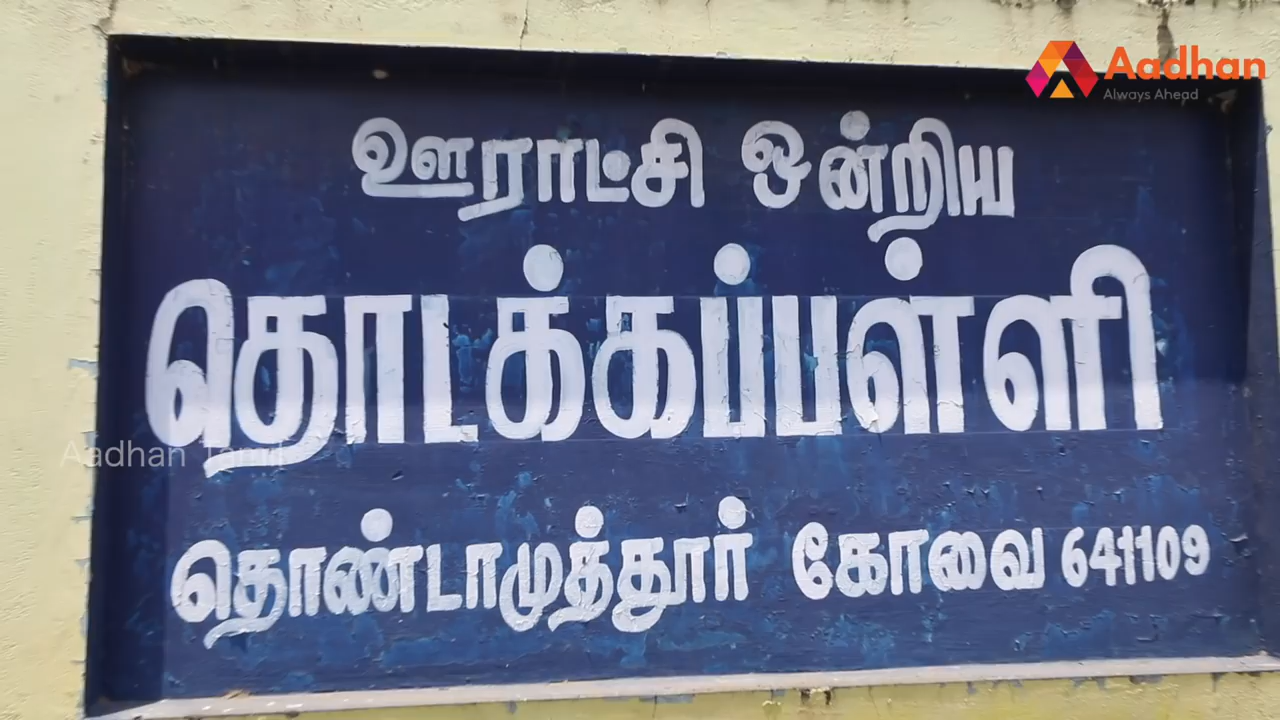 Aadhan
Always Ahead
ஊராட்சி ஒன்றிய
தொடக்கப்பள்ளி
Aadhan Tamil
தொண்டாமுத்தூர் கோவை 641109